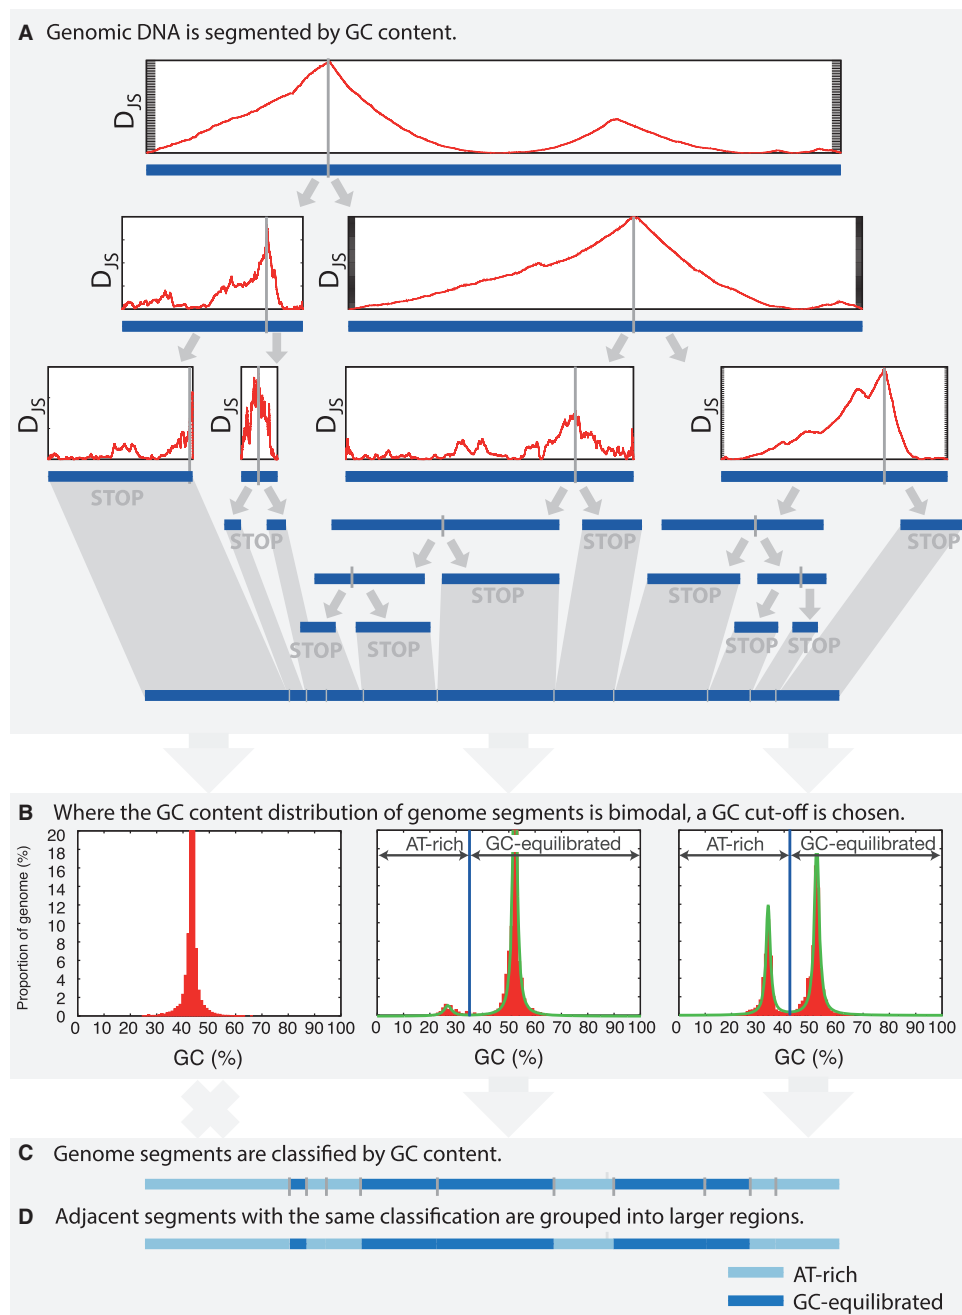 A Genomic DNA is segmented by GC content.
DJS
DJS
DJS
DJS
DJS
DJS
DJS
STOP
STOP
STOP
STOP
STOP
STOP
STOP
STOP
STOP
STOP
B Where the GC content distribution of genome segments is bimodal, a GC cut-off is chosen.
Proportion of genome (%)
20
18
16
14
12
10
8
6
4
2
0
0 10 20 30 40 50 60 70 80 90 100
GC (%)
AT-rich GC-equilibrated
0 10 20 30 40 50 60 70 80 90 100
GC (%)
AT-rich GC-equilibrated
0 10 20 30 40 50 60 70 80 90 100
GC (%)
C Genome segments are classified by GC content.
D Adjacent segments with the same classification are grouped into larger regions.
AT-rich
GC-equilibrated